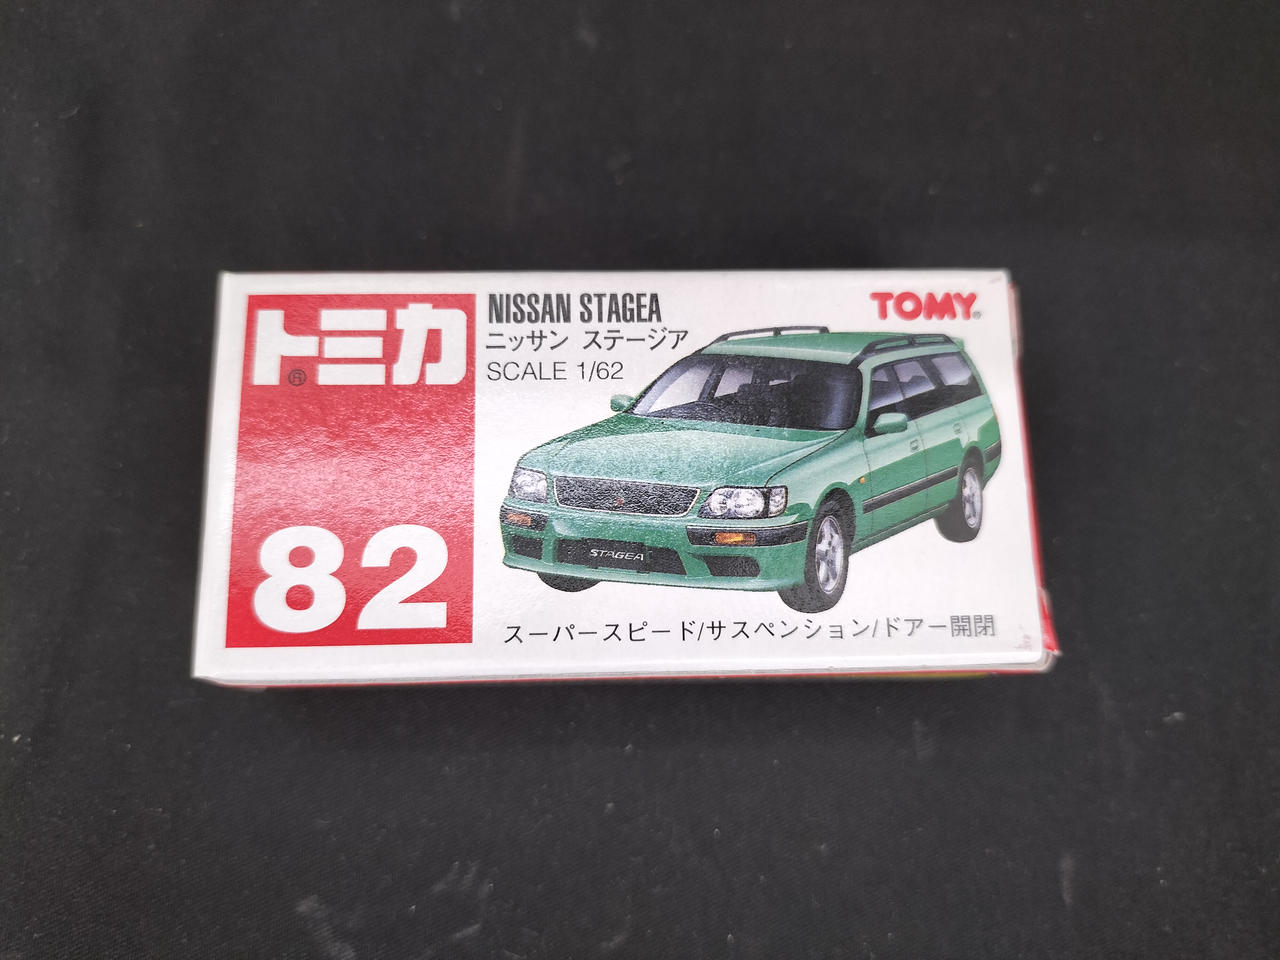 トミカ
82
NISSAN STAGEA
ニッサン ステージア
SCALE 1/62
TOMY®
STAGEA
スーパースピード/サスペンション/ドアー開閉